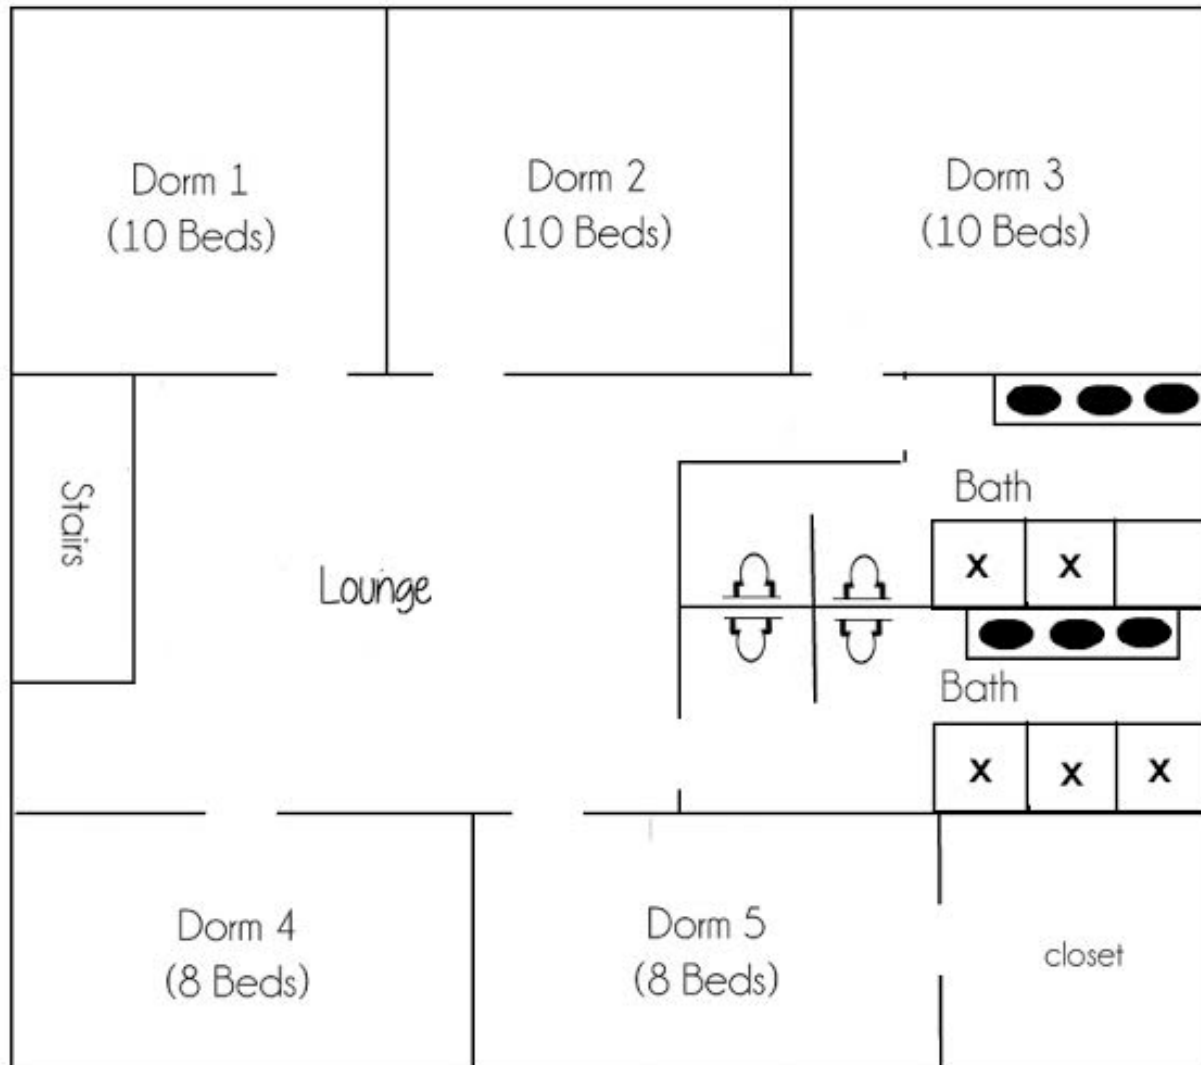 Dorm 1
(10 Beds)
Dorm 2
(10 Beds)
Dorm 3
(10 Beds)
Stairs
Lounge
Bath
X
X
Bath
X
X
X
Dorm 4
(8 Beds)
Dorm 5
(8 Beds)
closet